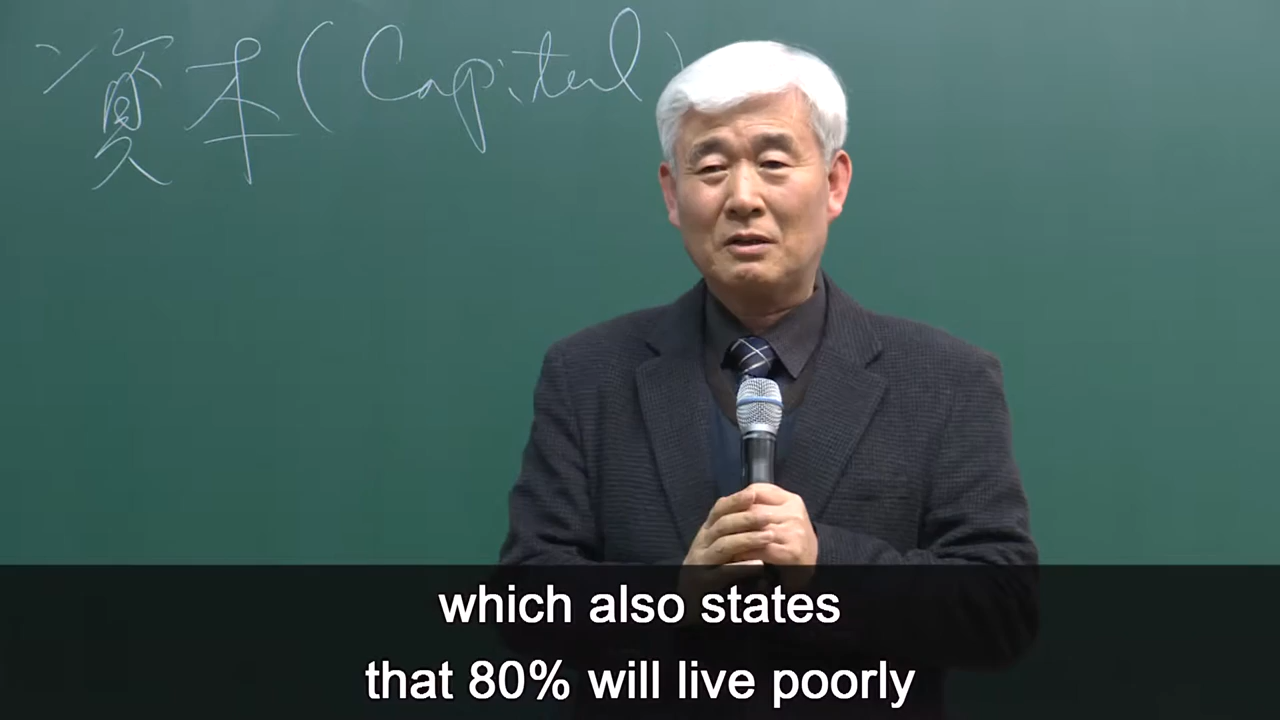 資本(Capital)
which also states
that 80% will live poorly